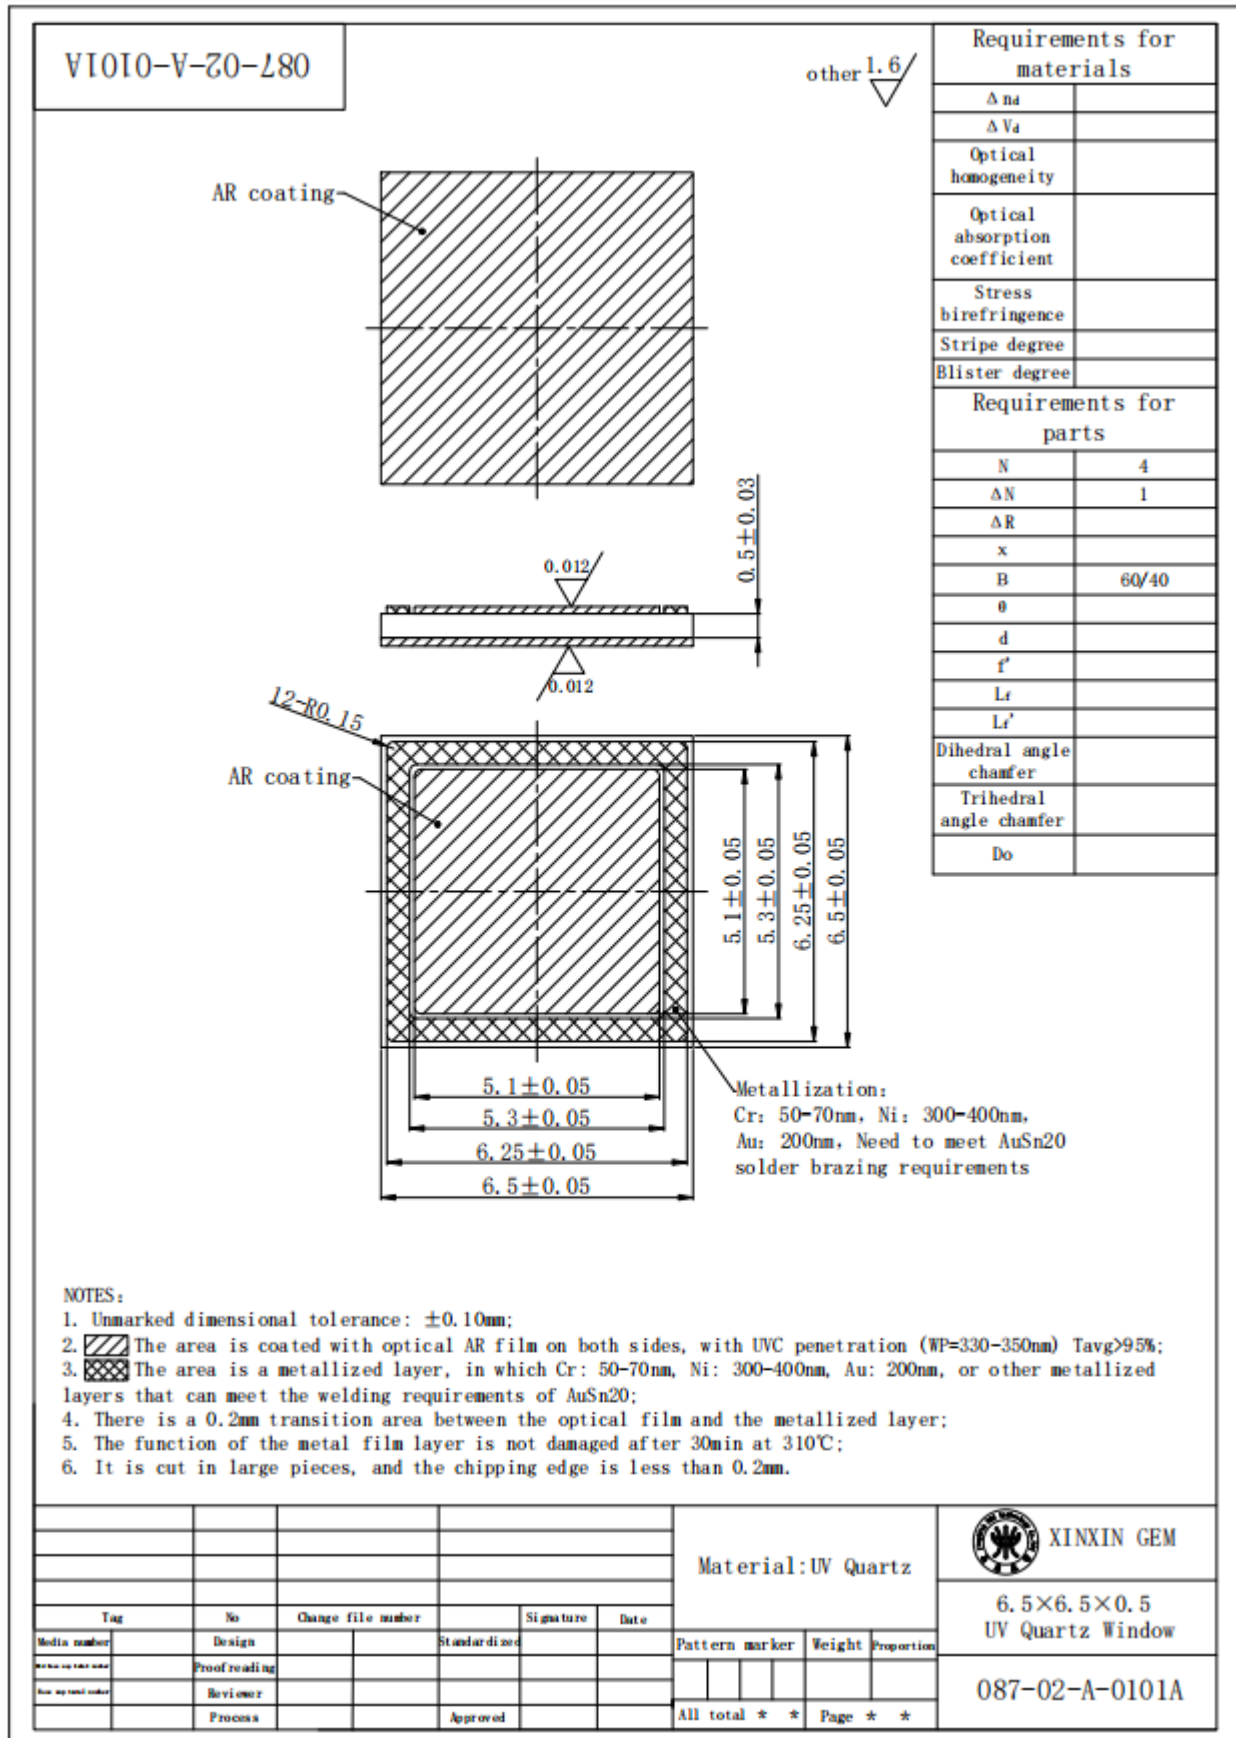 087-02-A-0101A
other 1.6
AR coating
0.012
0.5±0.03
0.012
12-R0.15
AR coating
5.1±0.05
5.3±0.05
6.25±0.05
6.5±0.05
5.1±0.05
5.3±0.05
6.25±0.05
6.5±0.05
Metallization:
Cr: 50-70nm, Ni: 300-400nm,
Au: 200nm, Need to meet AuSn20
solder brazing requirements
Requirements for
materials
Δ nd
Δ Vd
Optical
homogeneity
Optical
absorption
coefficient
Stress
birefringence
Stripe degree
Blister degree
Requirements for
parts
N 4
ΔN 1
ΔR
x
B 60/40
θ
d
f'
Lf
Lf'
Dihedral angle
chamfer
Trihedral
angle chamfer
Do
NOTES:
1. Unmarked dimensional tolerance: ±0.10mm;
2. The area is coated with optical AR film on both sides, with UVC penetration (WP=330-350nm) Tavg>95%;
3. The area is a metallized layer, in which Cr: 50-70nm, Ni: 300-400nm, Au: 200nm, or other metallized
layers that can meet the welding requirements of AuSn20;
4. There is a 0.2mm transition area between the optical film and the metallized layer;
5. The function of the metal film layer is not damaged after 30min at 310℃;
6. It is cut in large pieces, and the chipping edge is less than 0.2mm.
Tag No Change file number Signature Date
Media number Design Standardized
Proofreading
Reviewer
Process Approved
Material:UV Quartz
Pattern marker Weight Proportion
All total * * Page * *
XINXIN GEM
6.5×6.5×0.5
UV Quartz Window
087-02-A-0101A